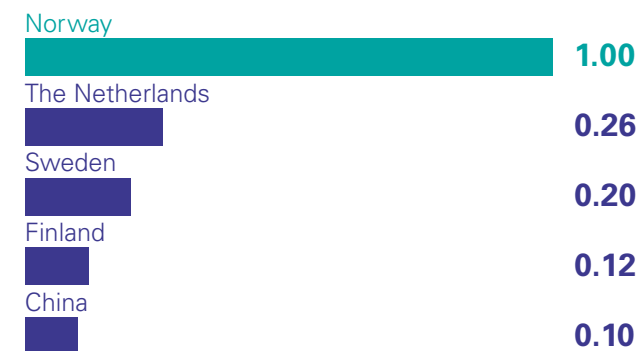 Norway
1.00
The Netherlands
0.26
Sweden
0.20
Finland
0.12
China
0.10